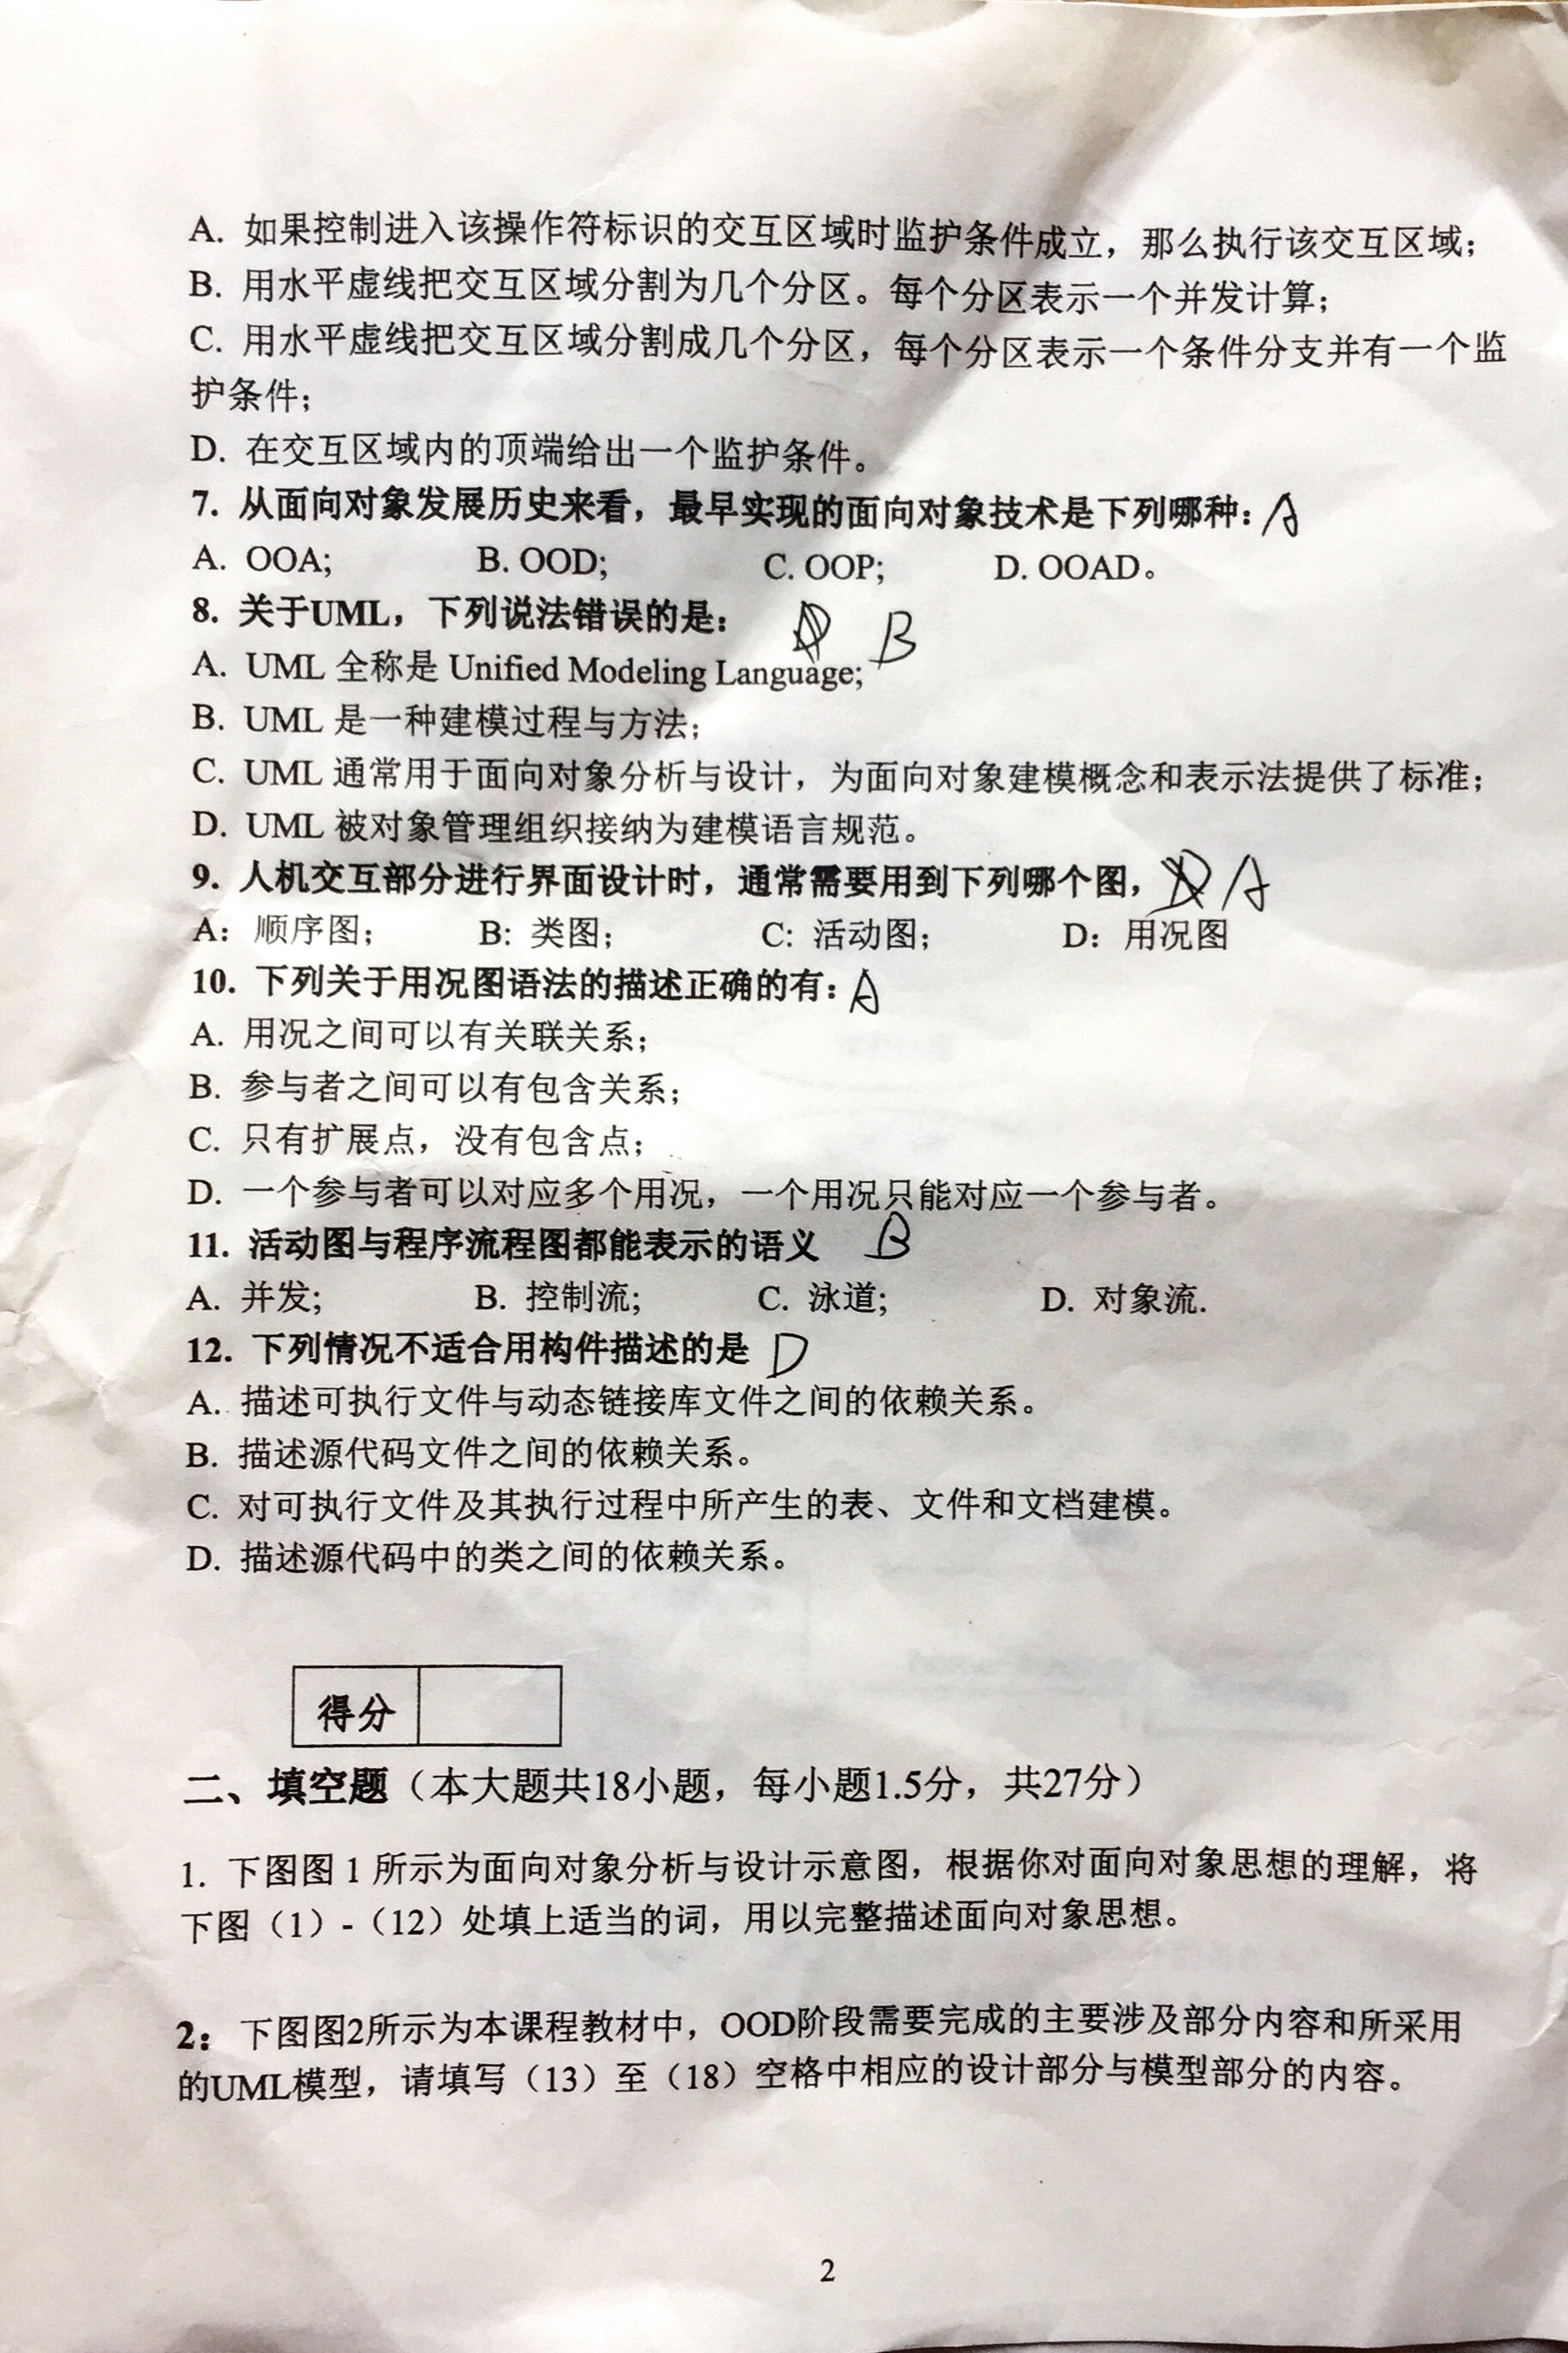 A. 如果控制进入该操作符标识的交互区域时监护条件成立，那么执行该交互区域；
B. 用水平虚线把交互区域分割为几个分区。每个分区表示一个并发计算；
C. 用水平虚线把交互区域分割成几个分区，每个分区表示一个条件分支并有一个监
护条件；
D. 在交互区域内的顶端给出一个监护条件。
7. 从面向对象发展历史来看，最早实现的面向对象技术是下列哪种： A
A. OOA; B. OOD; C. OOP; D. OOAD。
8. 关于UML，下列说法错误的是： B
A. UML 全称是 Unified Modeling Language;
B. UML 是一种建模过程与方法；
C. UML 通常用于面向对象分析与设计，为面向对象建模概念和表示法提供了标准；
D. UML 被对象管理组织接纳为建模语言规范。
9. 人机交互部分进行界面设计时，通常需要用到下列哪个图， D A
A：顺序图； B: 类图； C: 活动图； D：用况图
10. 下列关于用况图语法的描述正确的有： A
A. 用况之间可以有关联关系；
B. 参与者之间可以有包含关系；
C. 只有扩展点，没有包含点；
D. 一个参与者可以对应多个用况，一个用况只能对应一个参与者。
11. 活动图与程序流程图都能表示的语义 B
A. 并发; B. 控制流; C. 泳道; D. 对象流.
12. 下列情况不适合用构件描述的是 D
A. 描述可执行文件与动态链接库文件之间的依赖关系。
B. 描述源代码文件之间的依赖关系。
C. 对可执行文件及其执行过程中所产生的表、文件和文档建模。
D. 描述源代码中的类之间的依赖关系。
得分
二、填空题（本大题共18小题，每小题1.5分，共27分）
1. 下图图 1 所示为面向对象分析与设计示意图，根据你对面向对象思想的理解，将
下图（1）-（12）处填上适当的词，用以完整描述面向对象思想。
2：下图图2所示为本课程教材中，OOD阶段需要完成的主要涉及部分内容和所采用
的UML模型，请填写（13）至（18）空格中相应的设计部分与模型部分的内容。
2